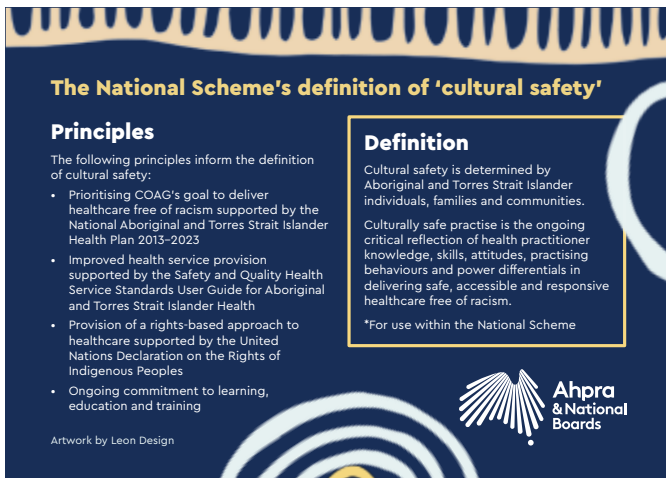 The National Scheme's definition of ‘cultural safety’
Principles
The following principles inform the definition
of cultural safety:
• Prioritising COAG's goal to deliver
healthcare free of racism supported by the
National Aboriginal and Torres Strait Islander
Health Plan 2013–2023
• Improved health service provision
supported by the Safety and Quality Health
Service Standards User Guide for Aboriginal
and Torres Strait Islander Health
• Provision of a rights-based approach to
healthcare supported by the United
Nations Declaration on the Rights of
Indigenous Peoples
• Ongoing commitment to learning,
education and training
Artwork by Leon Design
Definition
Cultural safety is determined by
Aboriginal and Torres Strait Islander
individuals, families and communities.
Culturally safe practise is the ongoing
critical reflection of health practitioner
knowledge, skills, attitudes, practising
behaviours and power differentials in
delivering safe, accessible and responsive
healthcare free of racism.
*For use within the National Scheme
Ahpra
& National
Boards